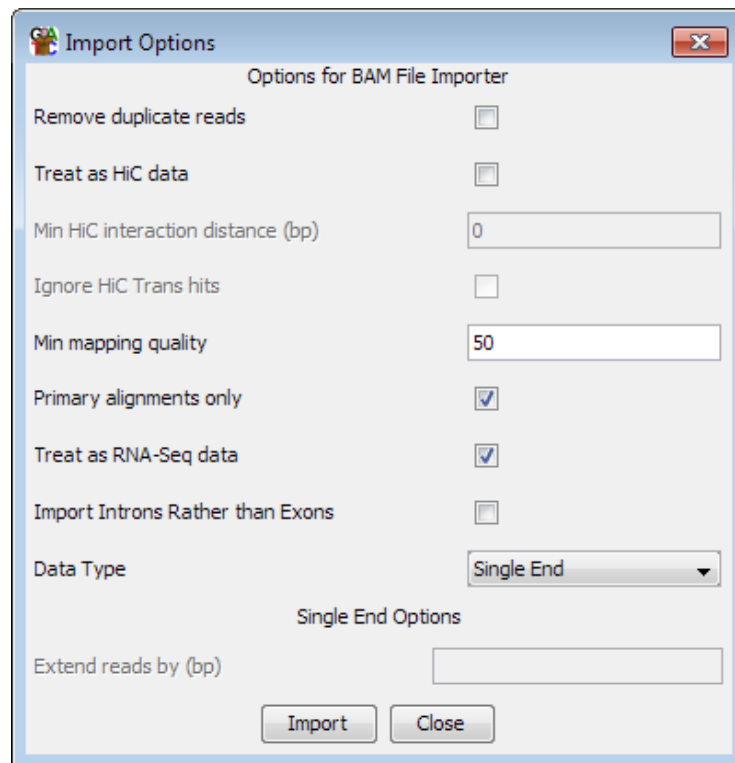 Import Options
Options for BAM File Importer
Remove duplicate reads
Treat as HiC data
Min HiC interaction distance (bp) 0
Ignore HiC Trans hits
Min mapping quality 50
Primary alignments only
Treat as RNA-Seq data
Import Introns Rather than Exons
Data Type Single End
Single End Options
Extend reads by (bp)
Import Close